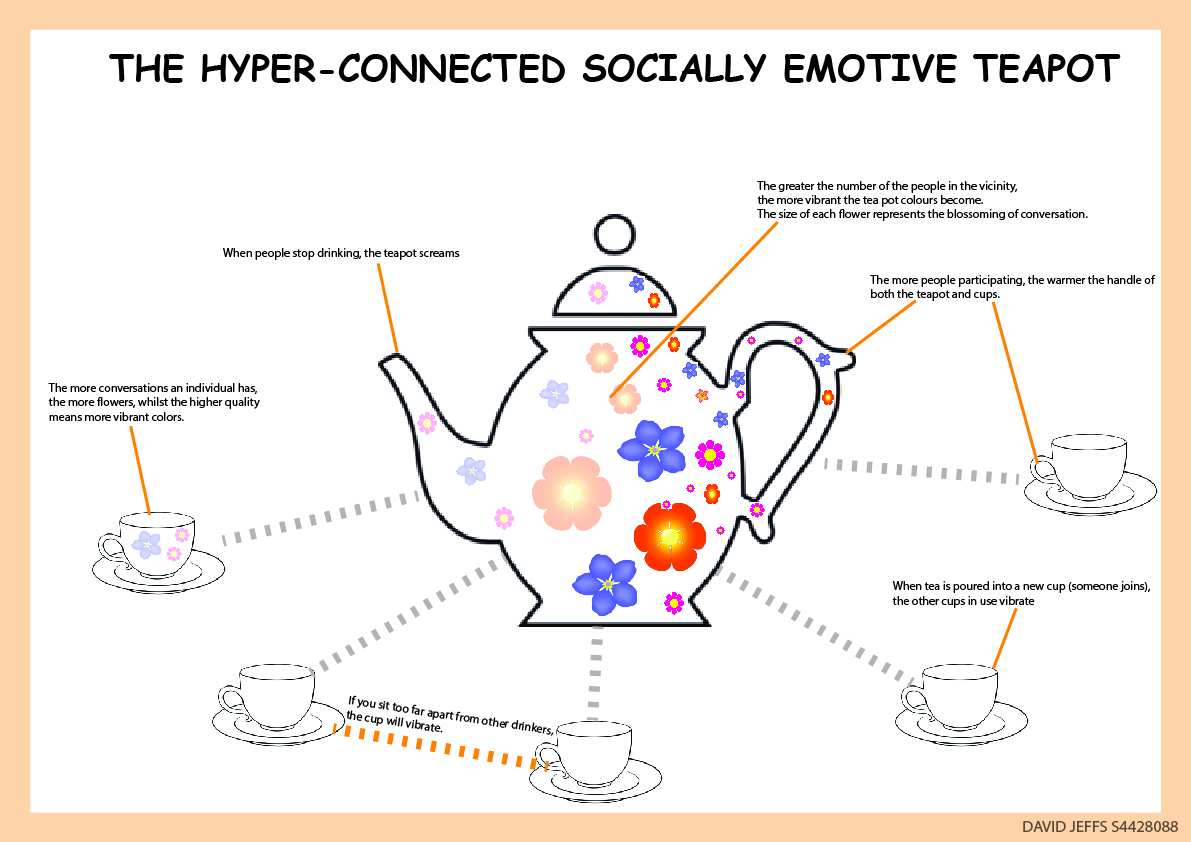 THE HYPER-CONNECTED SOCIALLY EMOTIVE TEAPOT
The greater the number of the people in the vicinity,
the more vibrant the tea pot colours become.
The size of each flower represents the blossoming of conversation.
When people stop drinking, the teapot screams
The more people participating, the warmer the handle of
both the teapot and cups.
The more conversations an individual has,
the more flowers, whilst the higher quality
means more vibrant colors.
When tea is poured into a new cup (someone joins),
the other cups in use vibrate
If you sit too far apart from other drinkers,
the cup will vibrate.
DAVID JEFFS S4428088